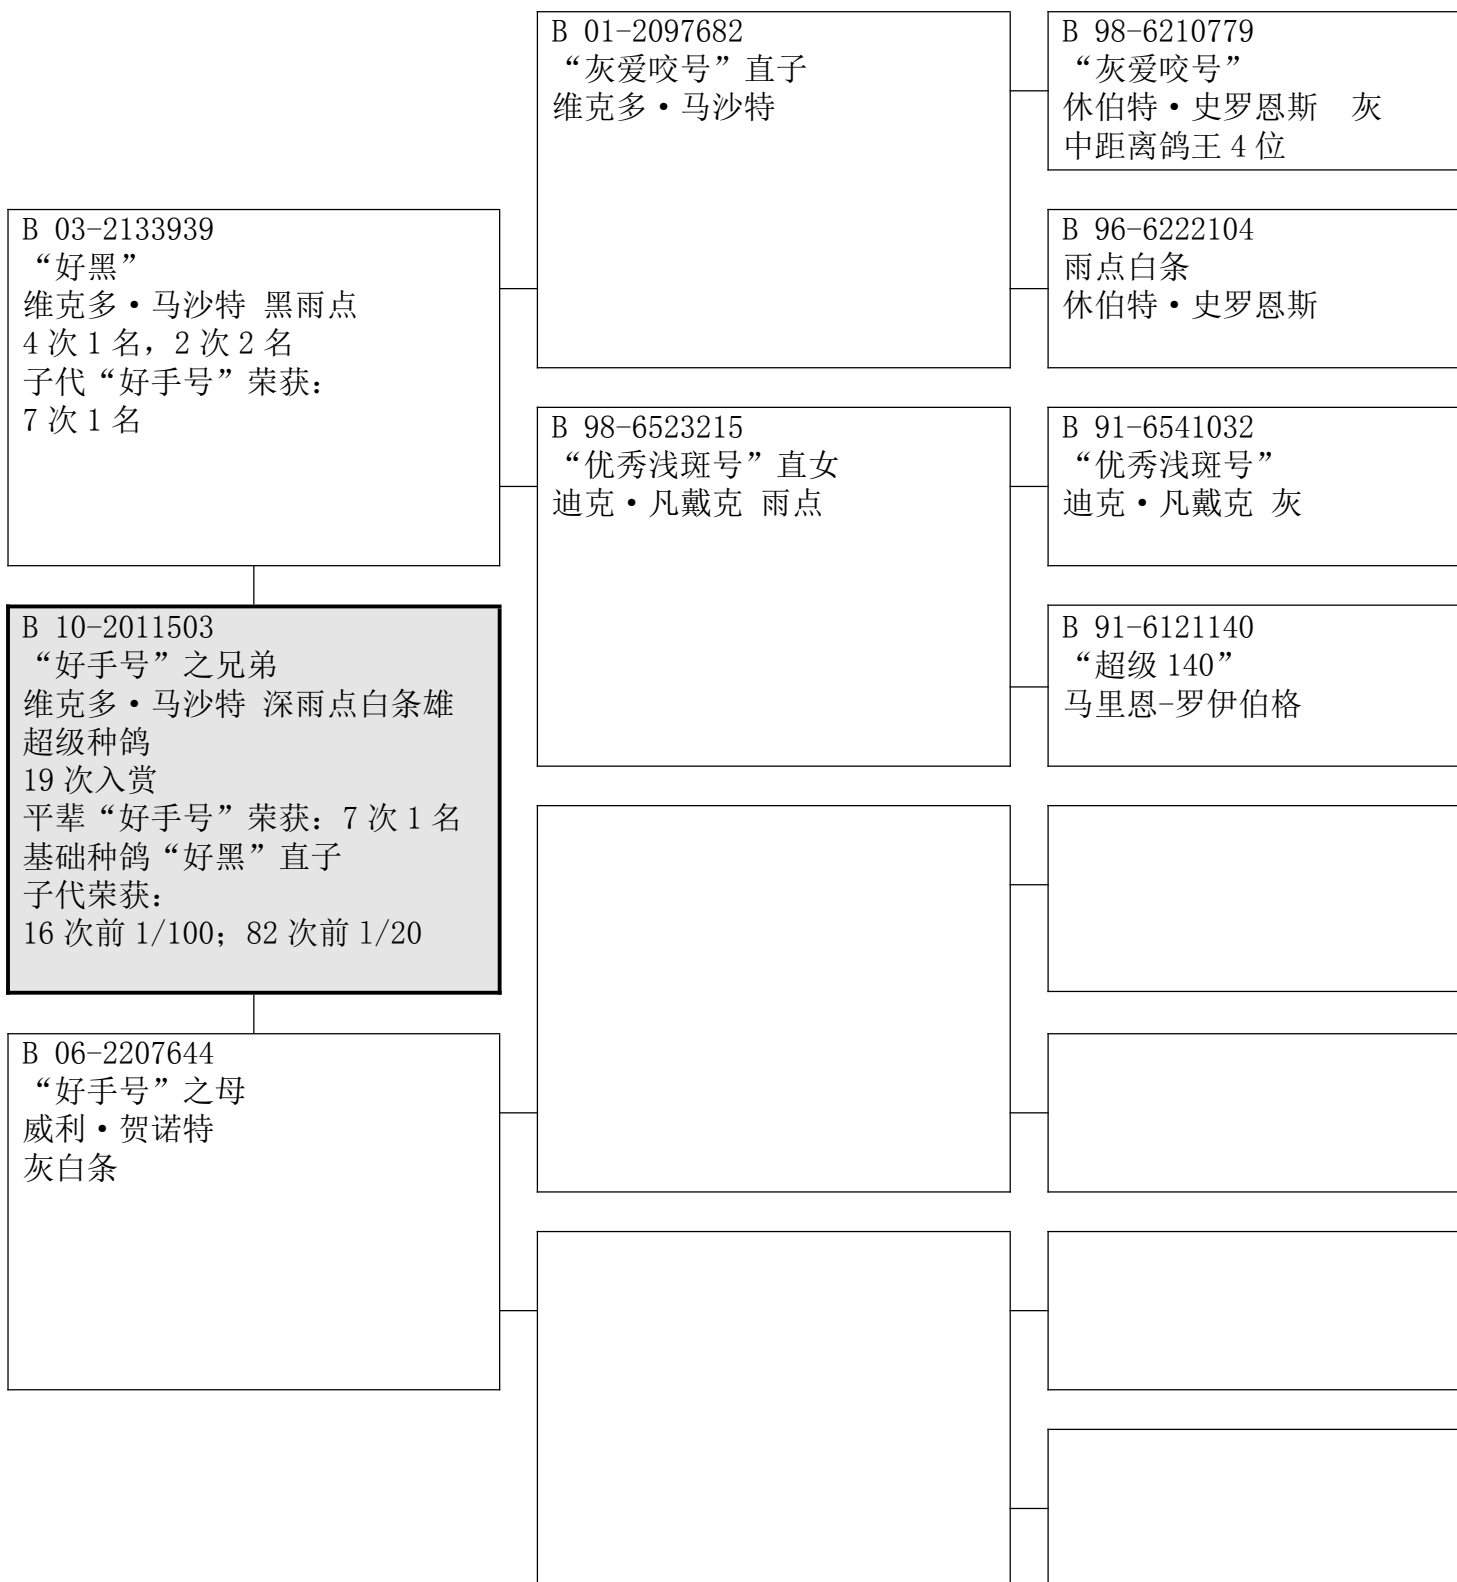 B 01-2097682
“灰爱咬号”直子
维克多·马沙特
B 98-6210779
“灰爱咬号”
休伯特·史罗恩斯 灰
中距离鸽王 4 位
B 03-2133939
“好黑”
维克多·马沙特 黑雨点
4 次 1 名，2 次 2 名
子代“好手号”荣获：
7 次 1 名
B 96-6222104
雨点白条
休伯特·史罗恩斯
B 98-6523215
“优秀浅斑号”直女
迪克·凡戴克 雨点
B 91-6541032
“优秀浅斑号”
迪克·凡戴克 灰
B 10-2011503
“好手号”之兄弟
维克多·马沙特 深雨点白条雄
超级种鸽
19 次入赏
平辈“好手号”荣获：7 次 1 名
基础种鸽“好黑”直子
子代荣获：
16 次前 1/100；82 次前 1/20
B 91-6121140
“超级 140”
马里恩-罗伊伯格
B 06-2207644
“好手号”之母
威利·贺诺特
灰白条